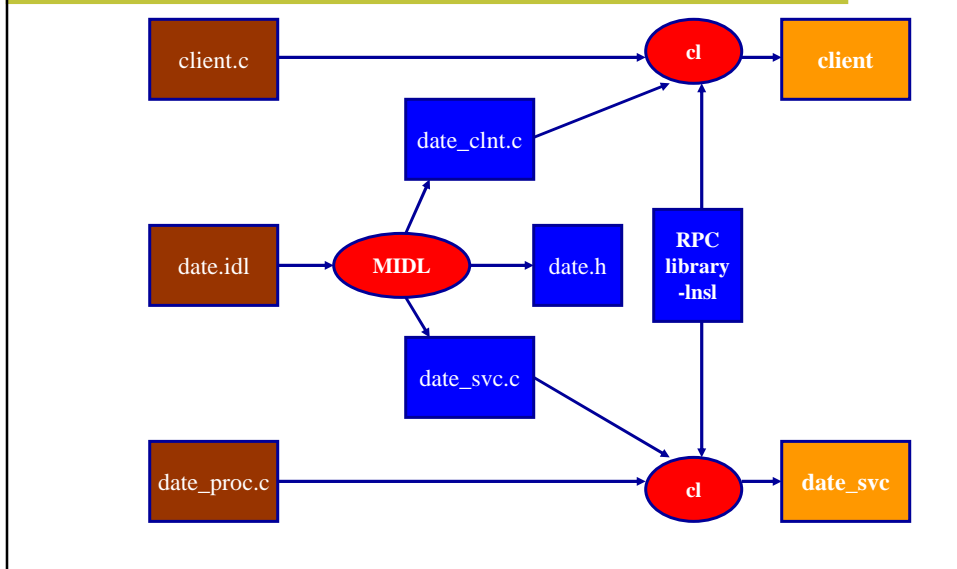 client.c
cl
client
date_clnt.c
date.idl
MIDL
date.h
RPC
library
-lnsl
date_svc.c
date_proc.c
cl
date_svc